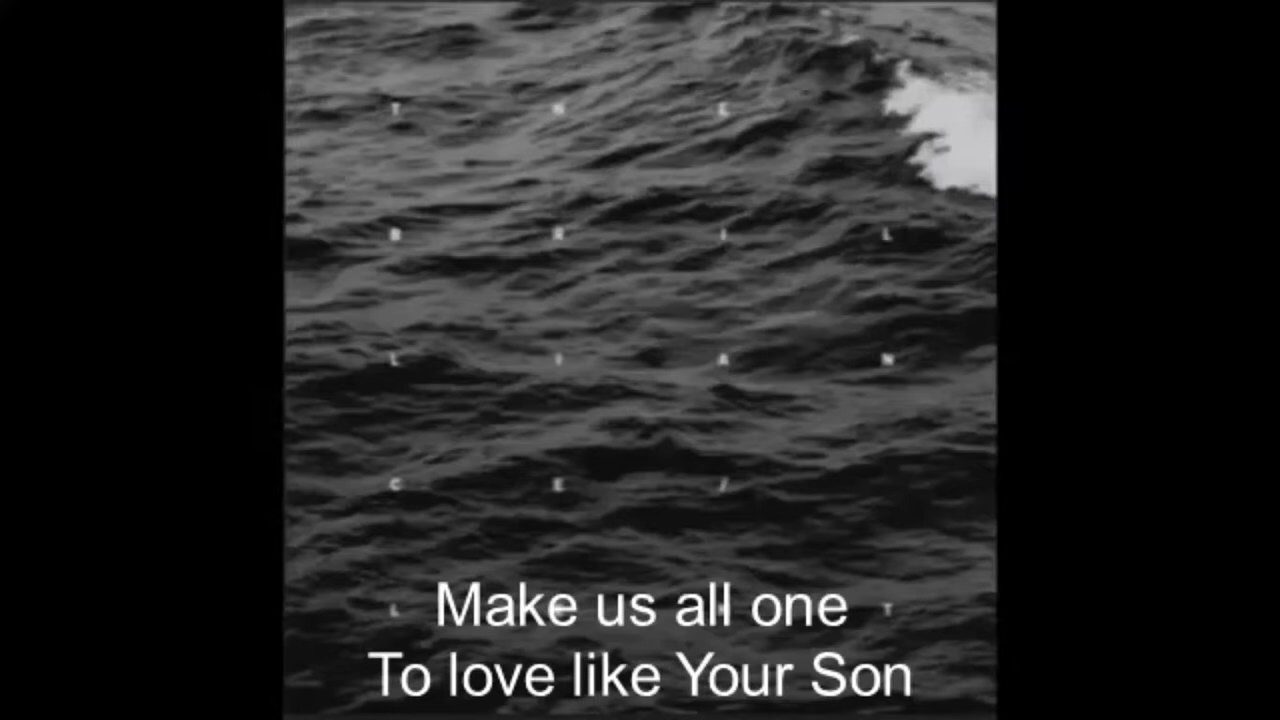 T H E
B R I L
L I A N
C E /
L T
Make us all one
To love like Your Son